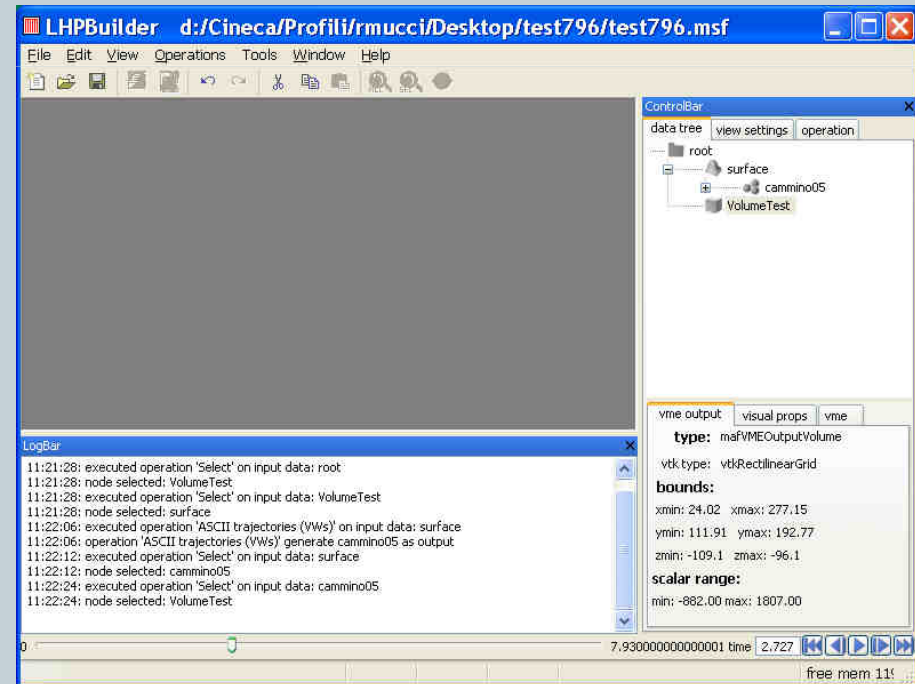 LHPBuilder d:/Cineca/Profili/rmucci/Desktop/test796/test796.msf
File Edit View Operations Tools Window Help
ControlBar
data tree view settings operation
root
surface
cammino05
VolumeTest
vme output visual props vme
type: mafVMEOutputVolume
vtk type: vtkRectilinearGrid
bounds:
xmin: 24.02 xmax: 277.15
ymin: 111.91 ymax: 192.77
zmin: -109.1 zmax: -96.1
scalar range:
min: -882.00 max: 1807.00
LogBar
11:21:28: executed operation 'Select' on input data: root
11:21:28: node selected: VolumeTest
11:21:28: executed operation 'Select' on input data: VolumeTest
11:21:28: node selected: surface
11:22:06: executed operation 'ASCII trajectories (VWs)' on input data: surface
11:22:06: operation 'ASCII trajectories (VWs)' generate cammino05 as output
11:22:12: executed operation 'Select' on input data: surface
11:22:12: node selected: cammino05
11:22:24: executed operation 'Select' on input data: cammino05
11:22:24: node selected: VolumeTest
0 7.930000000000001 time 2.727
free mem